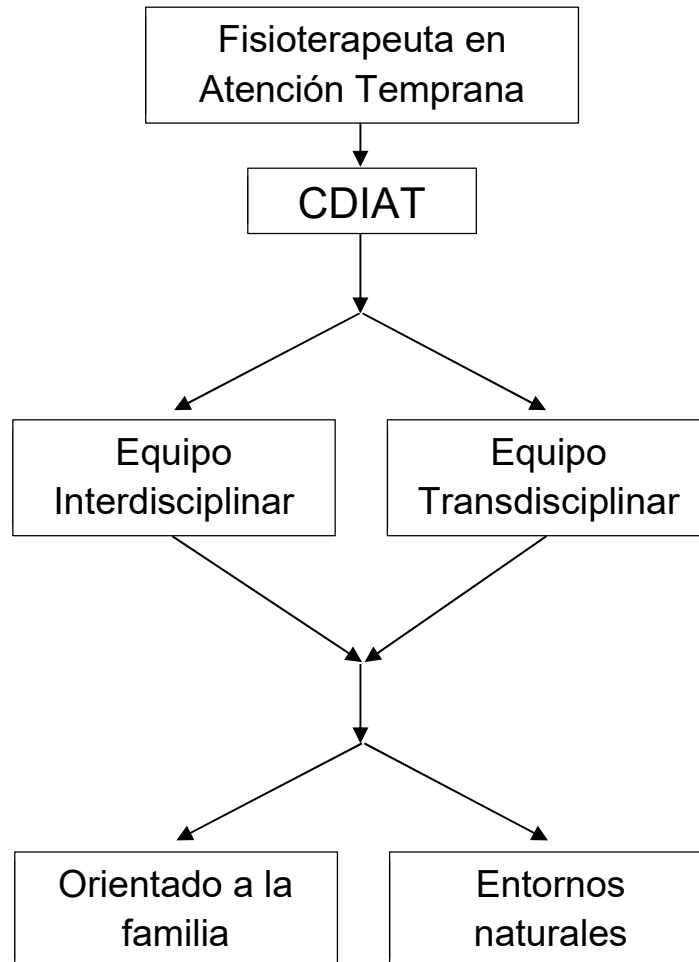 Fisioterapeuta en
Atención Temprana
CDIAT
Equipo
Interdisciplinar
Equipo
Transdisciplinar
Orientado a la
familia
Entornos
naturales